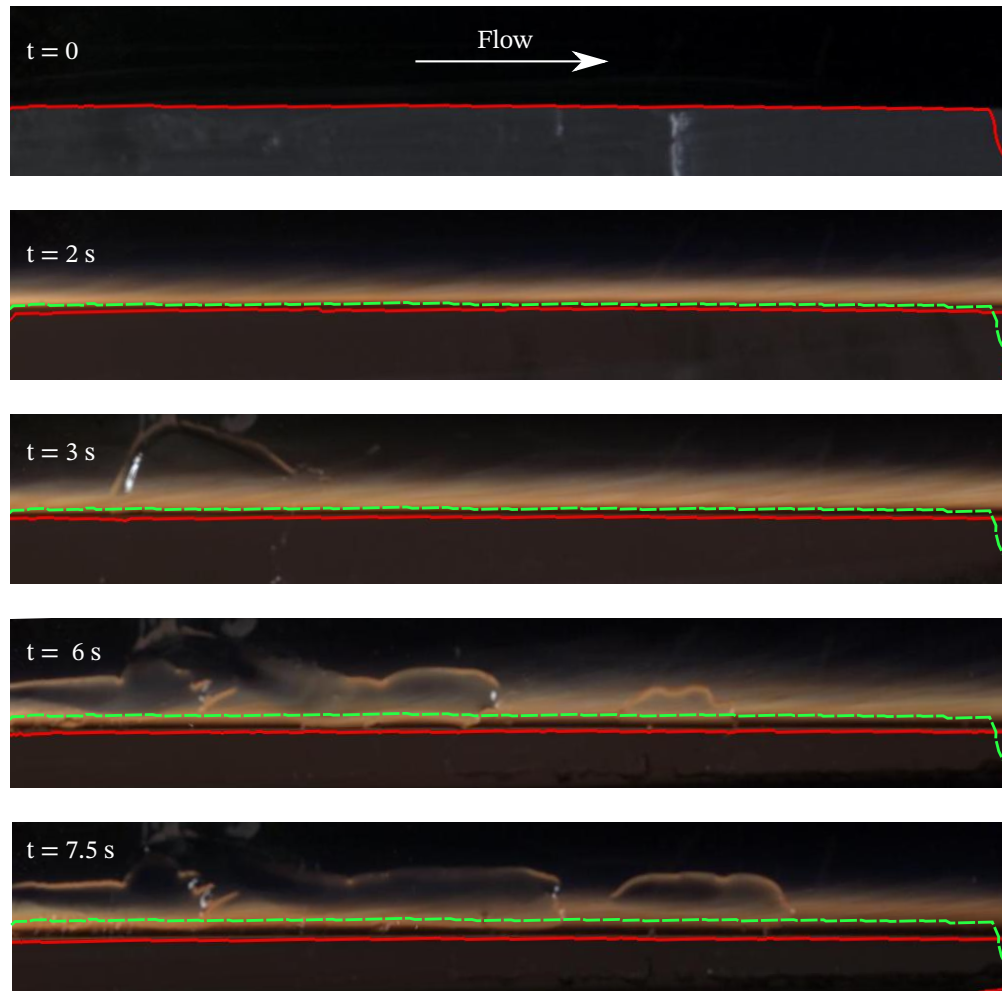 t = 0
Flow
t = 2 s
t = 3 s
t = 6 s
t = 7.5 s